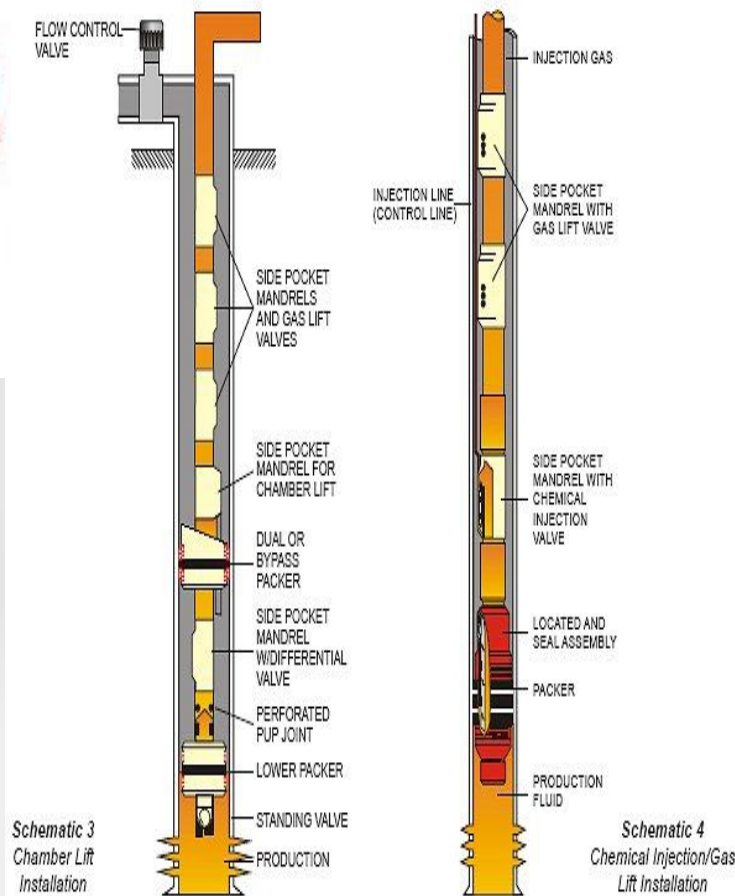 FLOW CONTROL
VALVE
SIDE POCKET
MANDRELS
AND GAS LIFT
VALVES
SIDE POCKET
MANDREL FOR
CHAMBER LIFT
DUAL OR
BYPASS
PACKER
SIDE POCKET
MANDREL
W/DIFFERENTIAL
VALVE
PERFORATED
PUP JOINT
LOWER PACKER
STANDING VALVE
PRODUCTION
Schematic 3
Chamber Lift
Installation
INJECTION GAS
INJECTION LINE
(CONTROL LINE)
SIDE POCKET
MANDREL WITH
GAS LIFT VALVE
SIDE POCKET
MANDREL WITH
CHEMICAL
INJECTION
VALVE
LOCATED AND
SEAL ASSEMBLY
PACKER
PRODUCTION
FLUID
Schematic 4
Chemical Injection/Gas
Lift Installation